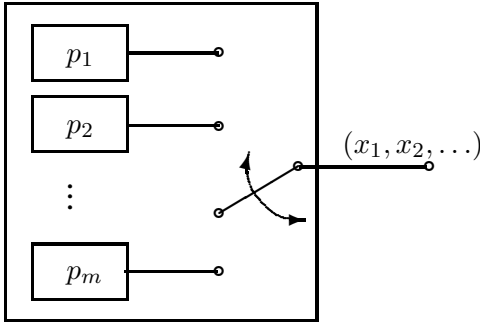 p₁
p₂
(x₁, x₂, …)
⋮
pₘ